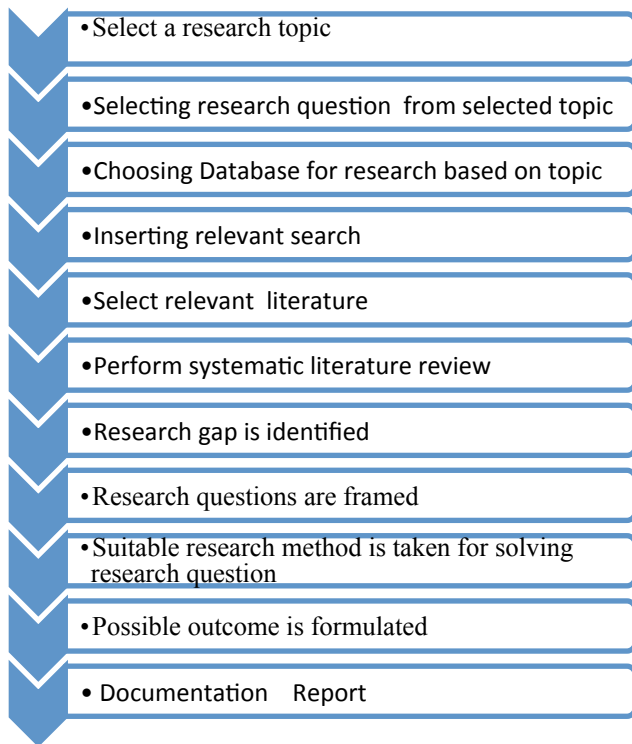 •Select a research topic
•Selecting research question from selected topic
•Choosing Database for research based on topic
•Inserting relevant search
•Select relevant literature
•Perform systematic literature review
•Research gap is identified
•Research questions are framed
•Suitable research method is taken for solving
research question
•Possible outcome is formulated
• Documentation Report